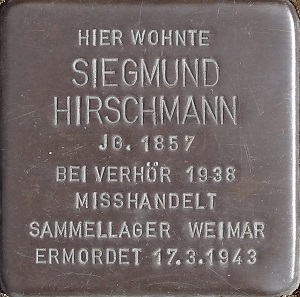 HIER WOHNTE
SIEGMUND
HIRSCHMANN
JG. 1857
BEI VERHÖR 1938
MISSHANDELT
SAMMELLAGER WEIMAR
ERMORDET 17.3.1943